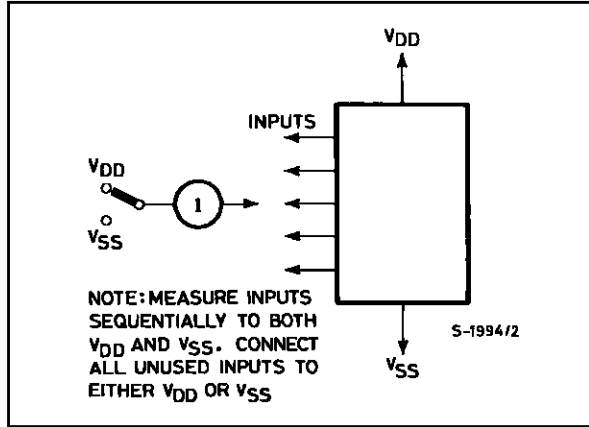 VDD
INPUTS
VDD
1
VSS
NOTE: MEASURE INPUTS
SEQUENTIALLY TO BOTH
VDD AND VSS. CONNECT
ALL UNUSED INPUTS TO
EITHER VDD OR VSS
S-1994/2
VSS